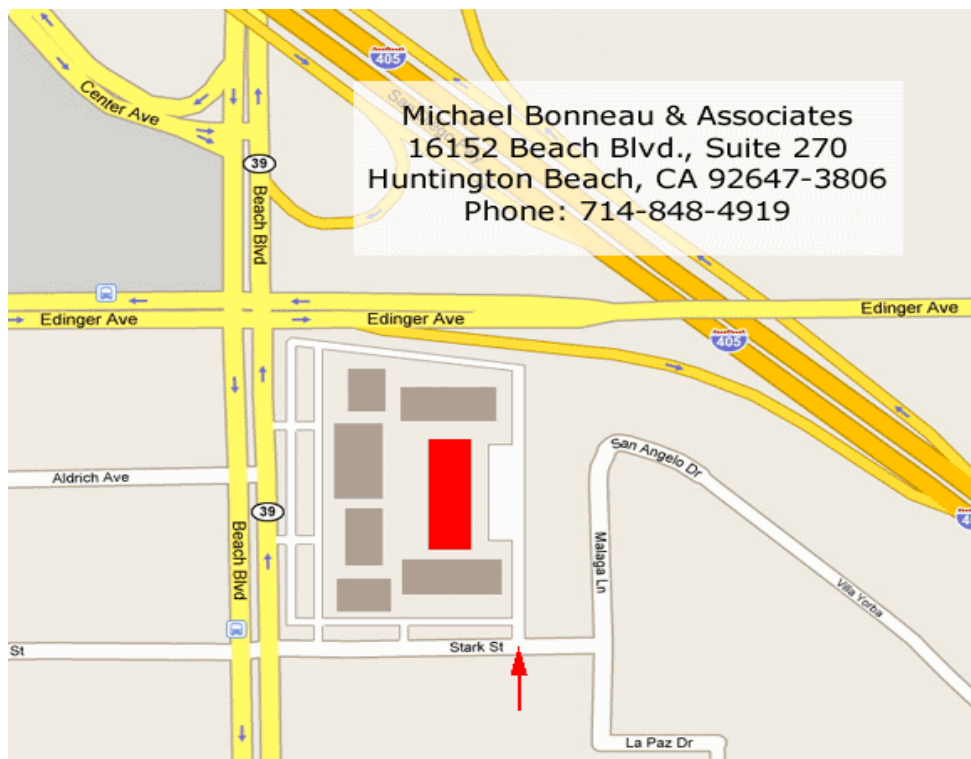 405
Center Ave
Michael Bonneau & Associates
16152 Beach Blvd., Suite 270
Huntington Beach, CA 92647-3806
Phone: 714-848-4919
39
Beach Blvd
Edinger Ave
Edinger Ave
Edinger Ave
405
San Angelo Dr
Aldrich Ave
39
Beach Blvd
Malaga Ln
Villa Yorba
St
Stark St
La Paz Dr